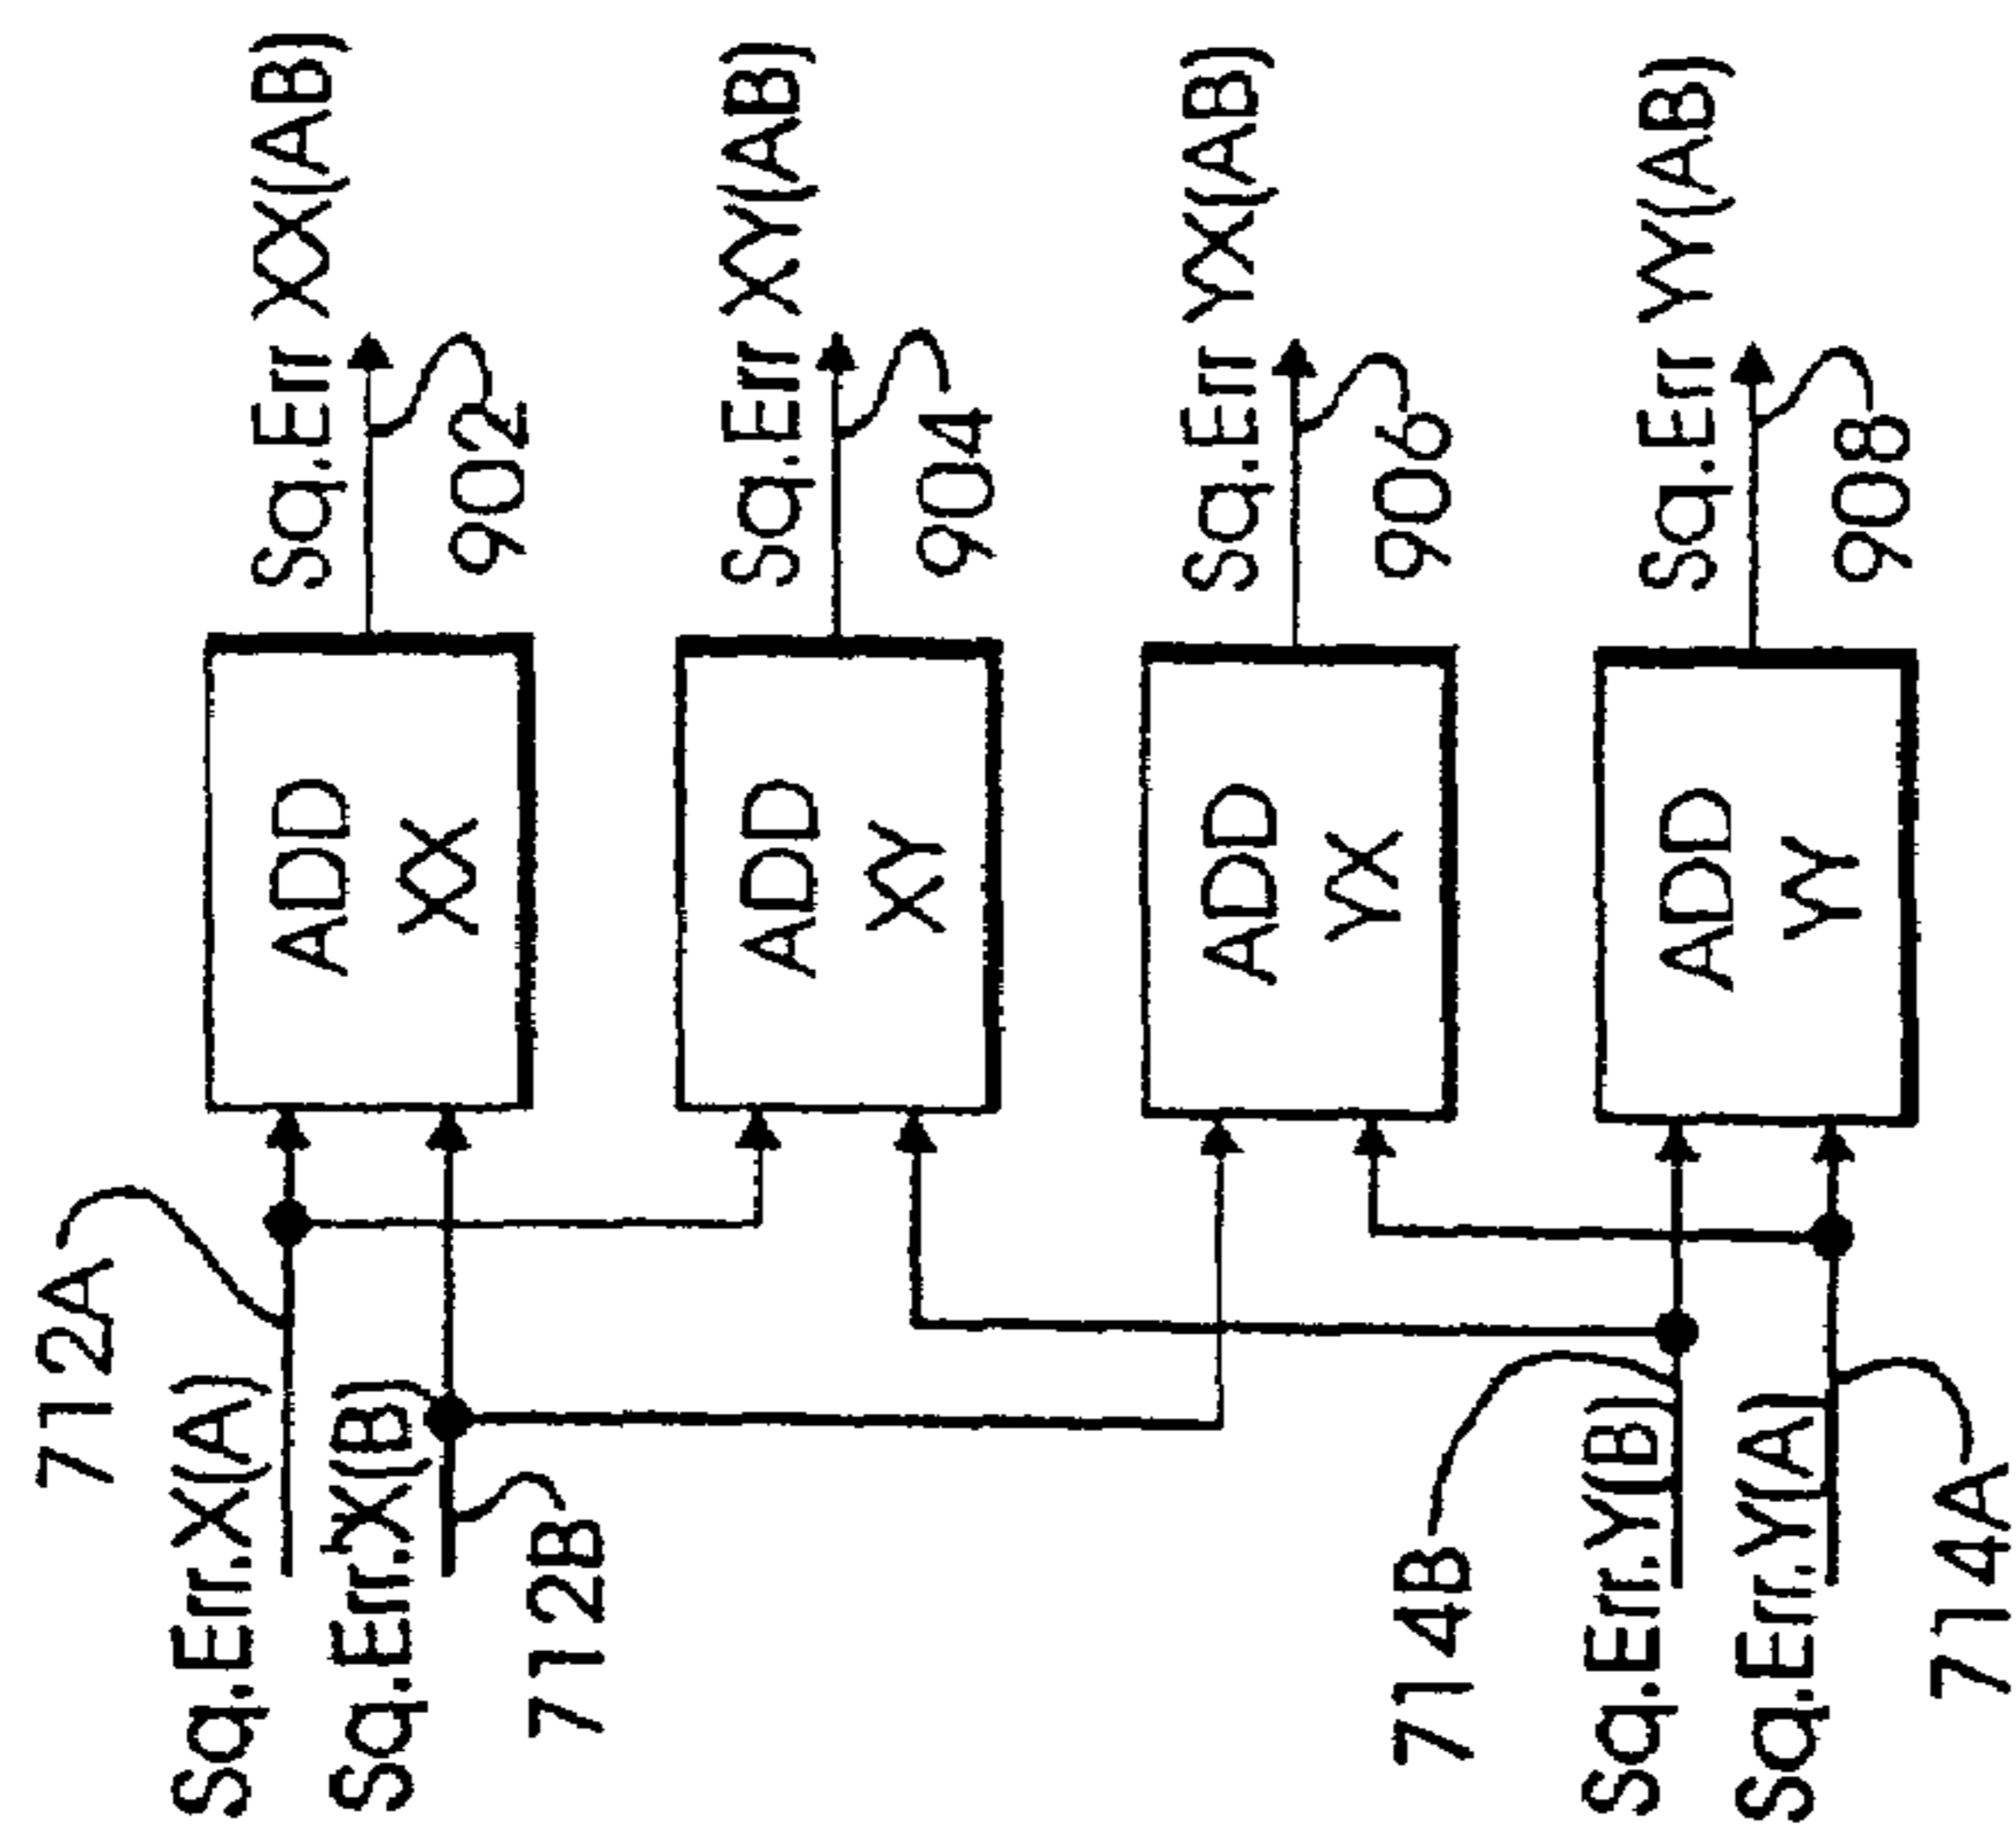 712A
Sq.Err.X(A)
Sq.Err.X(B)
712B
714B
Sq.Err.Y(B)
Sq.Err.Y(A)
714A
ADD
XX
ADD
XY
ADD
YX
ADD
YY
Sq.Err XX(AB)
902
Sq.Err XY(AB)
904
Sq.Err YX(AB)
906
Sq.Err YY(AB)
908